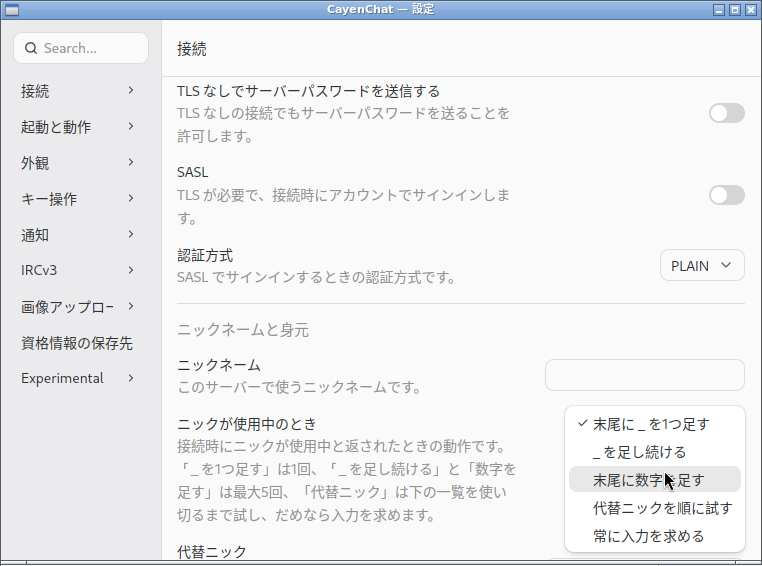 CayenChat — 設定
Search...
接続
起動と動作
外観
キー操作
通知
IRCv3
画像アップロー
資格情報の保存先
Experimental
接続
TLS なしでサーバーパスワードを送信する
TLS なしの接続でもサーバーパスワードを送ることを
許可します。
SASL
TLS が必要で、接続時にアカウントでサインインしま
す。
認証方式
SASL でサインインするときの認証方式です。
PLAIN
ニックネームと身元
ニックネーム
このサーバーで使うニックネームです。
ニックが使用中のとき
接続時にニックが使用中と返されたときの動作です。
「_ を1つ足す」は1回、「_ を足し続ける」と「数字を
足す」は最大5回、「代替ニック」は下の一覧を使い
切るまで試し、だめなら入力を求めます。
末尾に _ を1つ足す
_ を足し続ける
末尾に数字を足す
代替ニックを順に試す
常に入力を求める
代替ニック